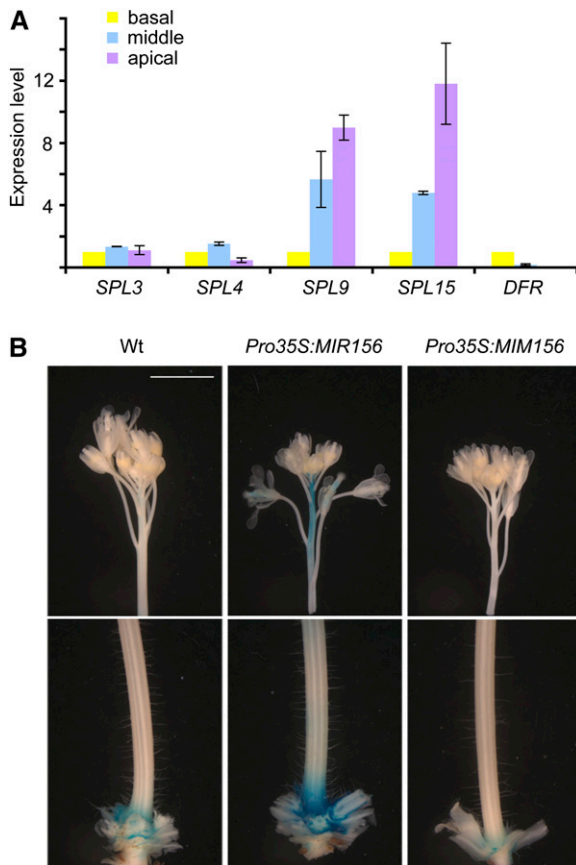 A
basal
middle
apical
Expression level
12
8
4
SPL3 SPL4 SPL9 SPL15 DFR
B
Wt Pro35S:MIR156 Pro35S:MIM156